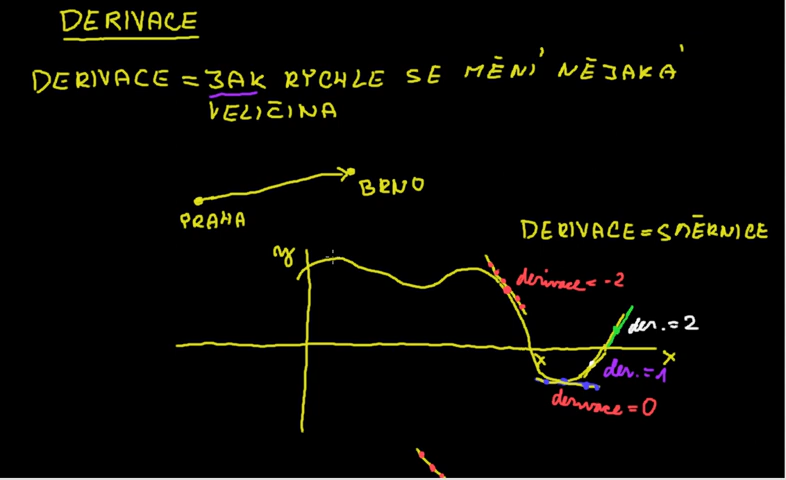 DERIVACE
DERIVACE = JAK RYCHLE SE MĚNÍ NĚJAKÁ
VELIČINA
BRNO
PRAHA
DERIVACE = SMĚRNICE
y
derivace = -2
der. = 2
x
x
der. = 1
derivace = 0